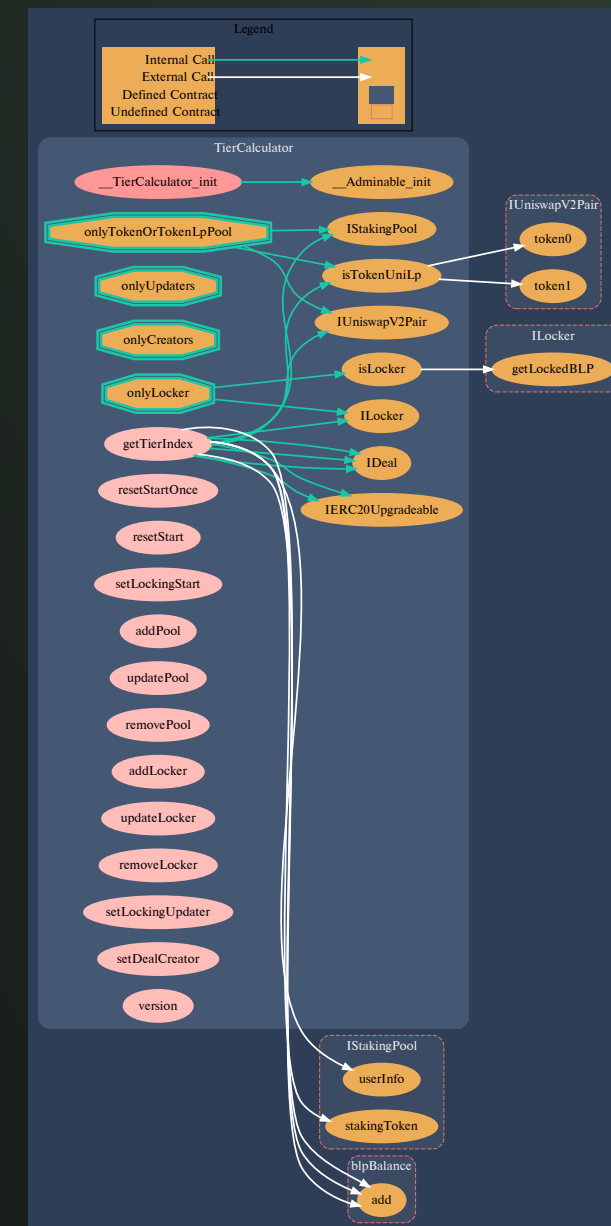 Legend
Internal Call
External Call
Defined Contract
Undefined Contract
TierCalculator
__TierCalculator_init
__Adminable_init
onlyTokenOrTokenLpPool
IStakingPool
isTokenUniLp
onlyUpdaters
IUniswapV2Pair
onlyCreators
isLocker
onlyLocker
ILocker
getTierIndex
IDeal
resetStartOnce
IERC20Upgradeable
resetStart
setLockingStart
addPool
updatePool
removePool
addLocker
updateLocker
removeLocker
setLockingUpdater
setDealCreator
version
IUniswapV2Pair
token0
token1
ILocker
getLockedBLP
IStakingPool
userInfo
stakingToken
blpBalance
add